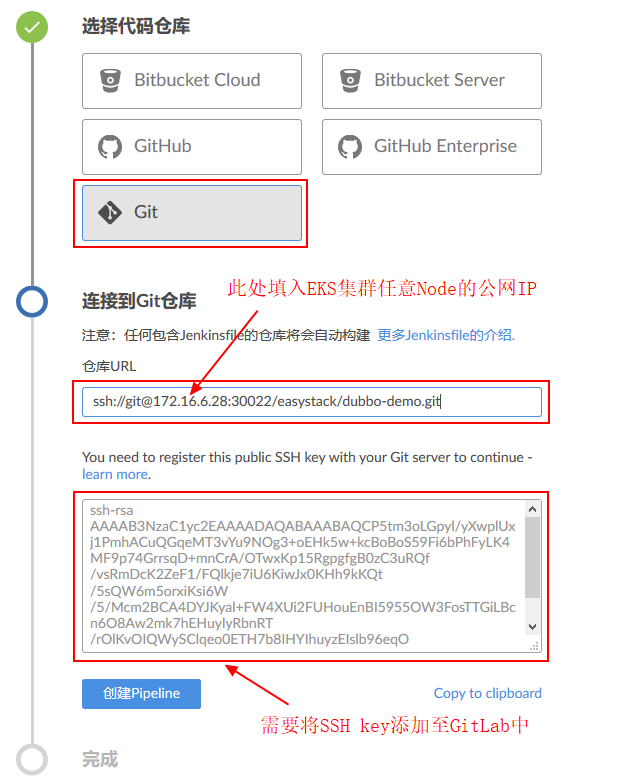 选择代码仓库
Bitbucket Cloud
Bitbucket Server
GitHub
GitHub Enterprise
Git
此处填入EKS集群任意Node的公网IP
连接到Git仓库
注意：任何包含Jenkinsfile的仓库将会自动构建 更多Jenkinsfile的介绍.
仓库URL
ssh://git@172.16.6.28:30022/easystack/dubbo-demo.git
You need to register this public SSH key with your Git server to continue -
learn more.
ssh-rsa
AAAAB3NzaC1yc2EAAAADAQABAAABAQCP5tm3oLGpyl/yXwplUx
j1PmhACuQGqeMT3vYu9NOg3+oEHk5w+kcBoBoS59Fi6bPhFyLK4
MF9p74GrrsqD+mnCrA/OTwxKp15RgpgfgB0zC3uRQf
/vsRmDcK2ZeF1/FQlkje7iU6KiwJx0KHh9kKQt
/5sQW6m5orxiKsi6W
/5/Mcm2BCA4DYJKyal+FW4XUi2FUHouEnBI5955OW3FosTTGiLBc
n6O8Aw2mk7hEHuylyRbnRT
/rOlKvOIQWySClqeo0ETH7b8IHYIhuyzEIslb96eqO
创建Pipeline
Copy to clipboard
需要将SSH key添加至GitLab中
完成